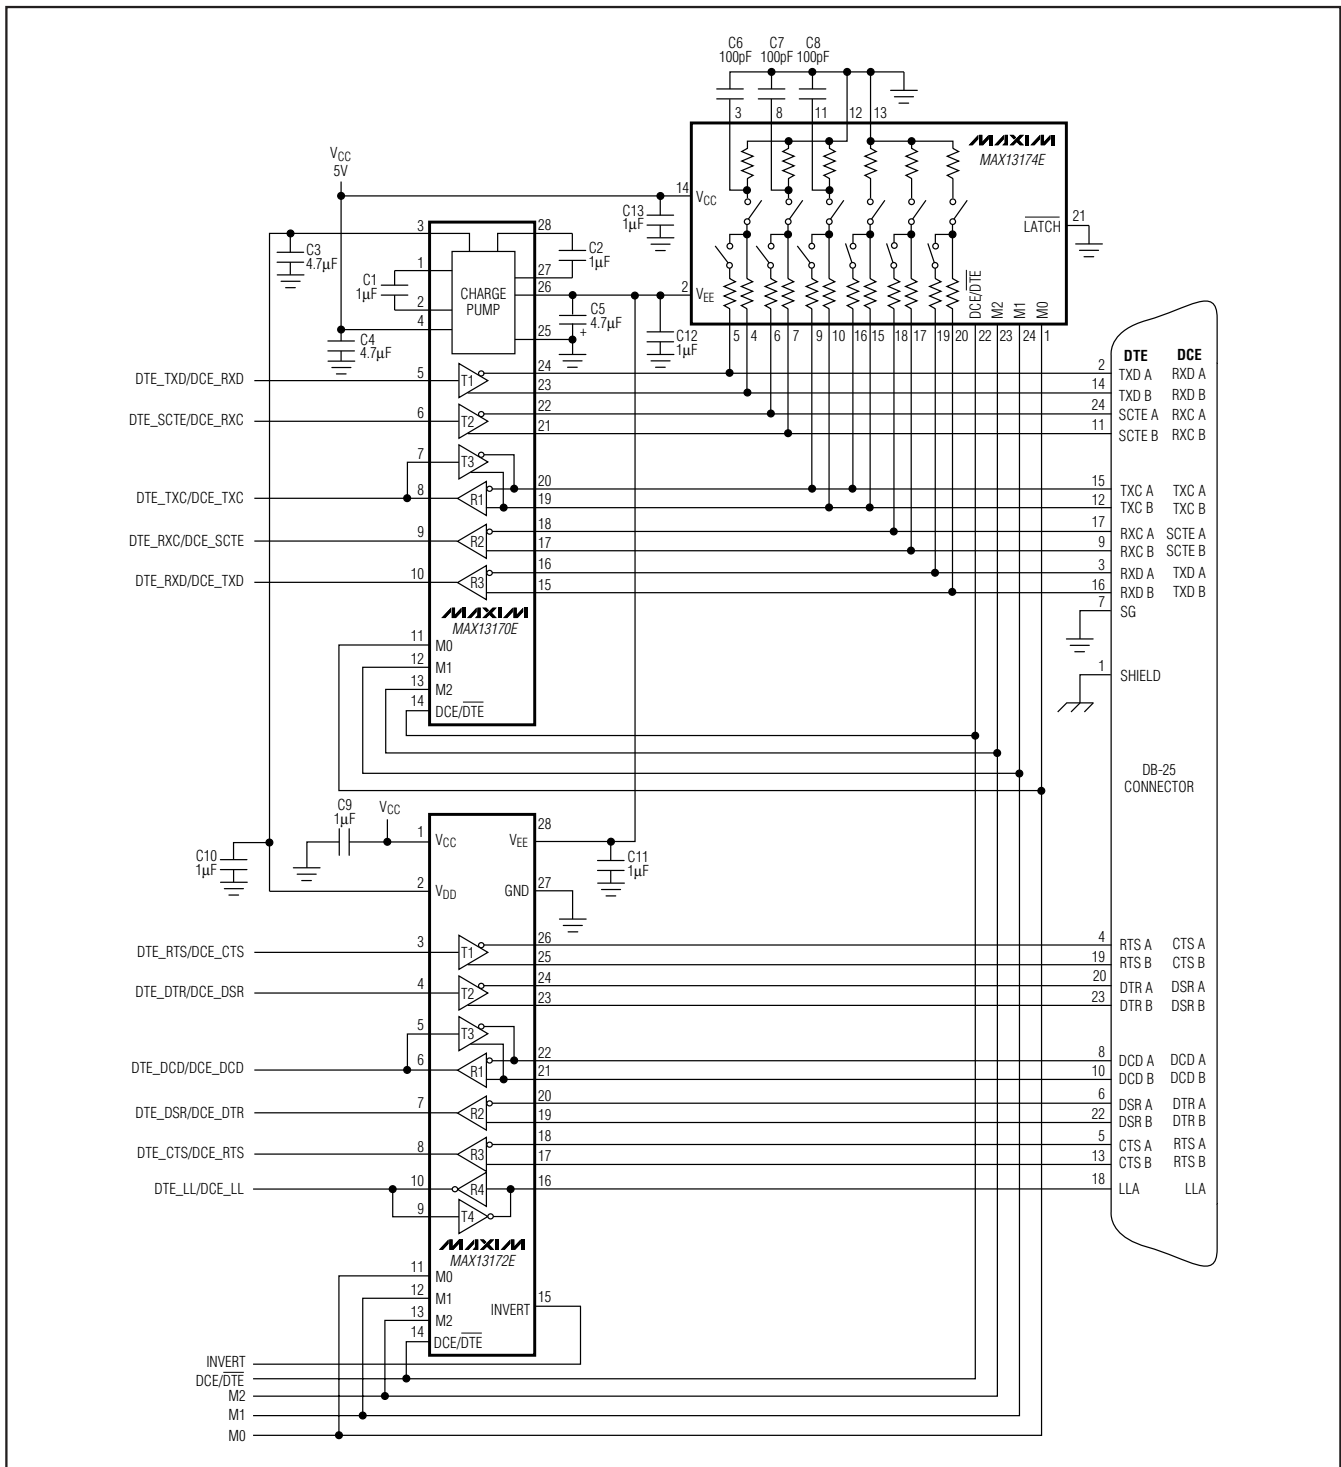 C6 C7 C8
100pF 100pF 100pF
3 8 11 12 13
MAXIM
MAX13174E
VCC
5V
14 VCC
C13
1µF
21
LATCH
3 28
C3
4.7µF
C2
1µF
1
C1
1µF
27
CHARGE
PUMP
26
2 VEE
2
4
C5
4.7µF
+
25
C4
4.7µF
C12
1µF
DCE/DTE
M2
M1
M0
5 4 6 7 9 10 16 15 18 17 19 20 22 23 24 1
DTE DCE
DTE_TXD/DCE_RXD 5 T1 24 2 TXD A RXD A
23 14 TXD B RXD B
DTE_SCTE/DCE_RXC 6 T2 22 24 SCTE A RXC A
21 11 SCTE B RXC B
7 T3
DTE_TXC/DCE_TXC 8 R1 20 15 TXC A TXC A
19 12 TXC B TXC B
DTE_RXC/DCE_SCTE 9 R2 18 17 RXC A SCTE A
17 9 RXC B SCTE B
DTE_RXD/DCE_TXD 10 R3 16 3 RXD A TXD A
15 16 RXD B TXD B
7 SG
MAXIM
MAX13170E
11 M0
12 M1
13 M2
14 DCE/DTE
1 SHIELD
DB-25
CONNECTOR
C9
1µF
VCC
1 VCC
VEE 28
C10
1µF
C11
1µF
2 VDD
GND 27
DTE_RTS/DCE_CTS 3 T1 26 4 RTS A CTS A
25 19 RTS B CTS B
DTE_DTR/DCE_DSR 4 T2 24 20 DTR A DSR A
23 23 DTR B DSR B
5 T3
DTE_DCD/DCE_DCD 6 R1 22 8 DCD A DCD A
21 10 DCD B DCD B
DTE_DSR/DCE_DTR 7 R2 20 6 DSR A DTR A
19 22 DSR B DTR B
DTE_CTS/DCE_RTS 8 R3 18 5 CTS A RTS A
17 13 CTS B RTS B
DTE_LL/DCE_LL 10 R4 16 18 LLA LLA
9 T4
MAXIM
MAX13172E
11 M0
12 M1
13 M2
14 DCE/DTE
INVERT 15
INVERT
DCE/DTE
M2
M1
M0